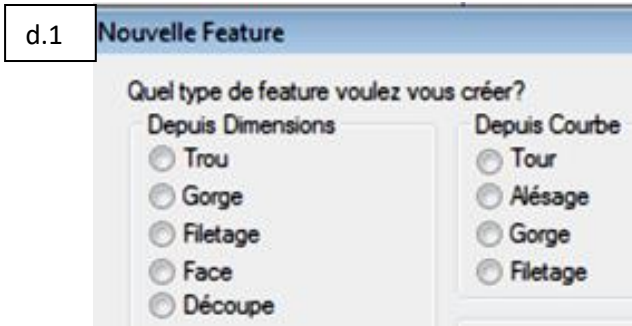 d.1
Nouvelle Feature
Quel type de feature voulez vous créer?
Depuis Dimensions
Trou
Gorge
Filetage
Face
Découpe
Depuis Courbe
Tour
Alésage
Gorge
Filetage